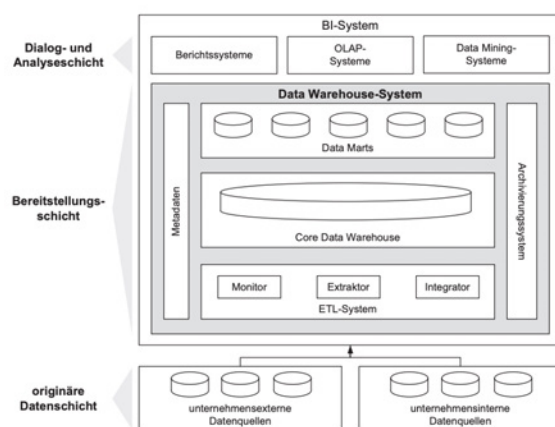 BI-System
Dialog- und
Analyseschicht
Berichtssysteme
OLAP-
Systeme
Data Mining-
Systeme
Data Warehouse-System
Bereitstellungs-
schicht
Metadaten
Data Marts
Core Data Warehouse
Monitor
Extraktor
Integrator
ETL-System
Archivierungssystem
originäre
Datenschicht
unternehmensexterne
Datenquellen
unternehmensinterne
Datenquellen